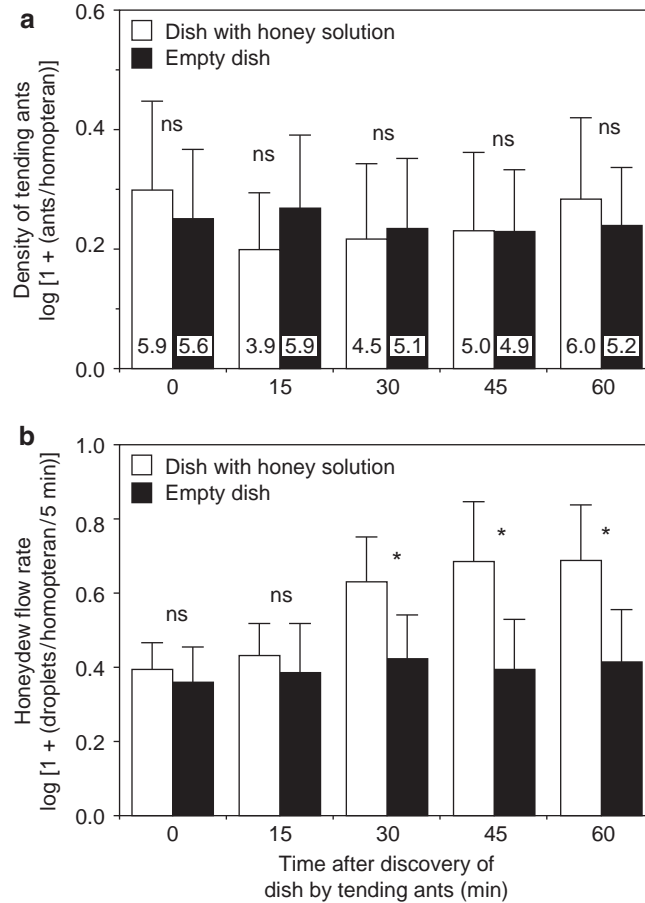 a
0.6
Dish with honey solution
Empty dish
Density of tending ants
log [1 + (ants/homopteran)]
0.4
ns
ns
ns
ns
ns
0.2
5.9 5.6 3.9 5.9 4.5 5.1 5.0 4.9 6.0 5.2
0.0
0 15 30 45 60
b
1.0
Dish with honey solution
Empty dish
Honeydew flow rate
log [1 + (droplets/homopteran/5 min)]
0.8
*
*
*
0.6
ns
ns
0.4
0.2
0.0
0 15 30 45 60
Time after discovery of
dish by tending ants (min)